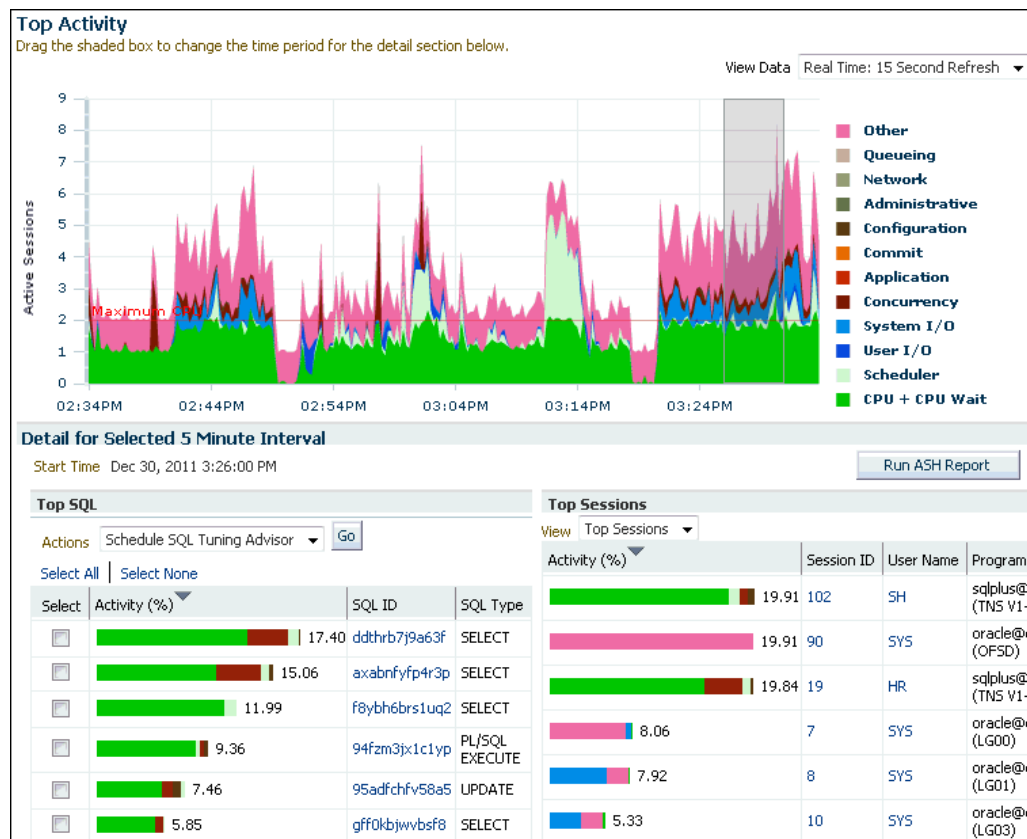 Top Activity
Drag the shaded box to change the time period for the detail section below.
View Data Real Time: 15 Second Refresh
9
8
7
6
5
4
3
2
1
0
Active Sessions
Maximum CPU
02:34PM 02:44PM 02:54PM 03:04PM 03:14PM 03:24PM
Other
Queueing
Network
Administrative
Configuration
Commit
Application
Concurrency
System I/O
User I/O
Scheduler
CPU + CPU Wait
Detail for Selected 5 Minute Interval
Start Time Dec 30, 2011 3:26:00 PM
Run ASH Report
Top SQL
Actions Schedule SQL Tuning Advisor Go
Select All Select None
Select Activity (%) SQL ID SQL Type
17.40 ddthrb7j9a63f SELECT
15.06 axabnfyfp4r3p SELECT
11.99 f8ybh6brs1uq2 SELECT
9.36 94fzm3jx1c1yp PL/SQL
EXECUTE
7.46 95adfchfv58a5 UPDATE
5.85 gff0kbjwvbsf8 SELECT
Top Sessions
View Top Sessions
Activity (%) Session ID User Name Program
19.91 102 SH sqlplus@
(TNS V1-
19.91 90 SYS oracle@
(OFSD)
19.84 19 HR sqlplus@
(TNS V1-
8.06 7 SYS oracle@
(LG00)
7.92 8 SYS oracle@
(LG01)
5.33 10 SYS oracle@
(LG03)